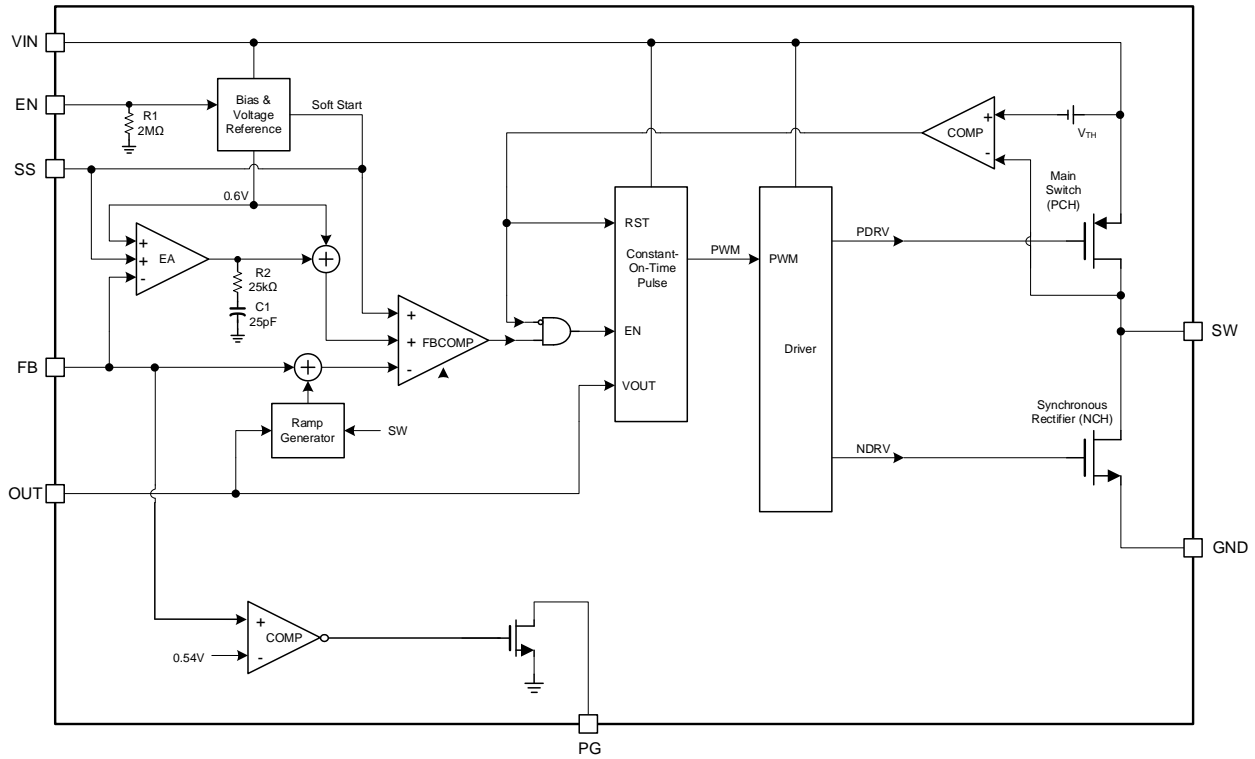 VIN
EN
R1
2MΩ
Bias &
Voltage
Reference
Soft Start
SS
0.6V
+
+
-
EA
R2
25kΩ
C1
25pF
+
+
+
-
FBCOMP
FB
+
Ramp
Generator
SW
OUT
RST
Constant-
On-Time
Pulse
EN
VOUT
PWM
PWM
Driver
PDRV
NDRV
+
-
COMP
VTH
Main
Switch
(PCH)
SW
Synchronous
Rectifier (NCH)
GND
+
-
COMP
0.54V
PG